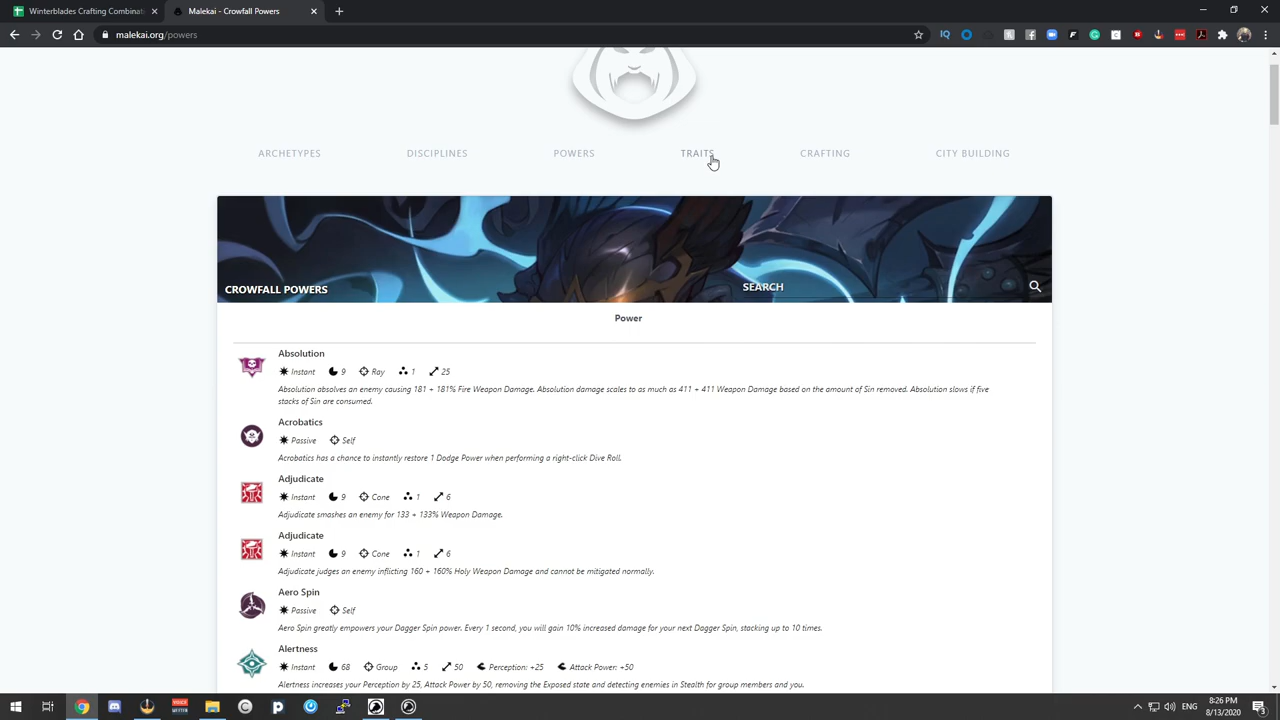 Winterblades Crafting Combinat
Malekai - Crowfall Powers
malekai.org/powers
ARCHETYPES DISCIPLINES POWERS TRAITS CRAFTING CITY BUILDING
CROWFALL POWERS
SEARCH
Power
Absolution
Instant 9 Ray 1 25
Absolution absolves an enemy causing 181 + 181% Fire Weapon Damage. Absolution damage scales to as much as 411 + 411 Weapon Damage based on the amount of Sin removed. Absolution slows if five
stacks of Sin are consumed.
Acrobatics
Passive Self
Acrobatics has a chance to instantly restore 1 Dodge Power when performing a right-click Dive Roll.
Adjudicate
Instant 9 Cone 1 6
Adjudicate smashes an enemy for 133 + 133% Weapon Damage.
Adjudicate
Instant 9 Cone 1 6
Adjudicate judges an enemy inflicting 160 + 160% Holy Weapon Damage and cannot be mitigated normally.
Aero Spin
Passive Self
Aero Spin greatly empowers your Dagger Spin power. Every 1 second, you will gain 10% increased damage for your next Dagger Spin, stacking up to 10 times.
Alertness
Instant 68 Group 5 50 Perception: +25 Attack Power: +50
Alertness increases your Perception by 25, Attack Power by 50, removing the Exposed state and detecting enemies in Stealth for group members and you.
ENG
8:26 PM
8/13/2020